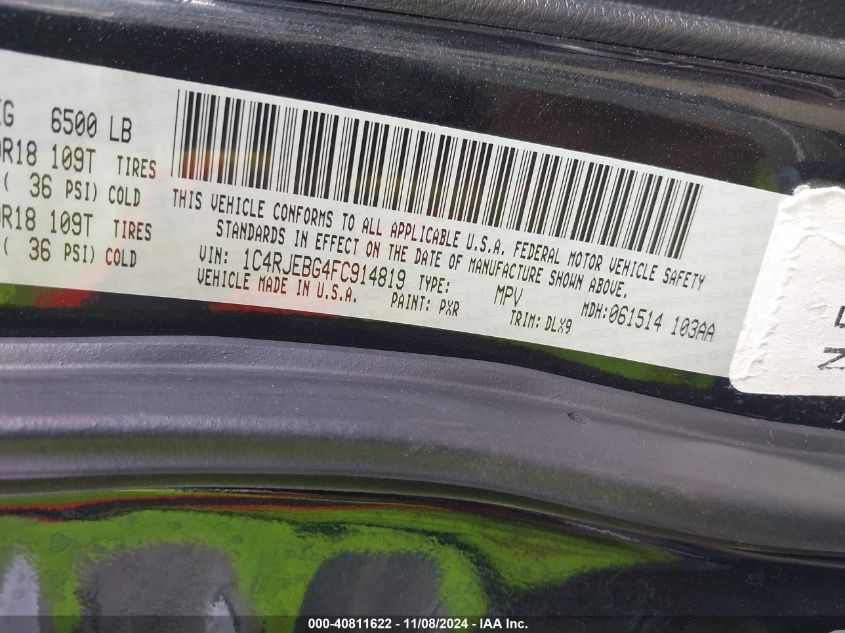 6500 LB
R18 109T TIRES
( 36 PSI) COLD
R18 109T TIRES
( 36 PSI) COLD
THIS VEHICLE CONFORMS TO ALL APPLICABLE U.S.A. FEDERAL MOTOR VEHICLE SAFETY
STANDARDS IN EFFECT ON THE DATE OF MANUFACTURE SHOWN ABOVE.
VIN: 1C4RJEBG4FC914819 TYPE: MPV MDH:061514 103AA
VEHICLE MADE IN U.S.A. PAINT: PXR TRIM: DLX9
000-40811622 - 11/08/2024 - IAA Inc.